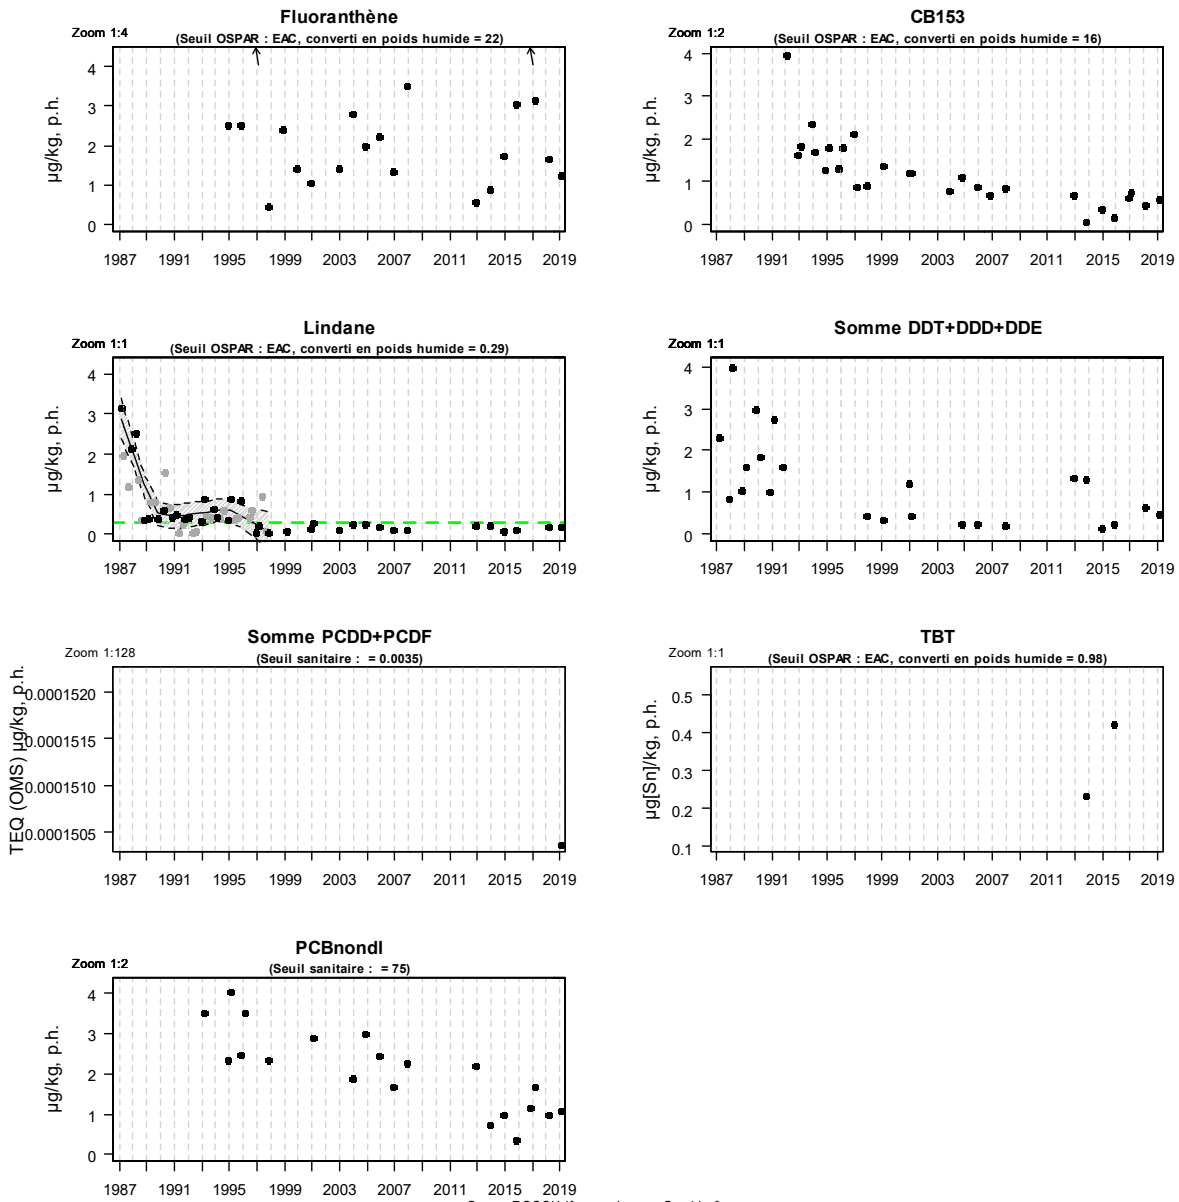 Fluoranthène
Zoom 1:4
(Seuil OSPAR : EAC, converti en poids humide = 22)
µg/kg, p.h.
4
3
2
1
0
1987 1991 1995 1999 2003 2007 2011 2015 2019
CB153
Zoom 1:2
(Seuil OSPAR : EAC, converti en poids humide = 16)
µg/kg, p.h.
4
3
2
1
0
1987 1991 1995 1999 2003 2007 2011 2015 2019
Lindane
Zoom 1:1
(Seuil OSPAR : EAC, converti en poids humide = 0.29)
µg/kg, p.h.
4
3
2
1
0
1987 1991 1995 1999 2003 2007 2011 2015 2019
Somme DDT+DDD+DDE
Zoom 1:1
µg/kg, p.h.
4
3
2
1
0
1987 1991 1995 1999 2003 2007 2011 2015 2019
Somme PCDD+PCDF
Zoom 1:128
(Seuil sanitaire : = 0.0035)
TEQ (OMS) µg/kg, p.h.
0.0001520
0.0001515
0.0001510
0.0001505
1987 1991 1995 1999 2003 2007 2011 2015 2019
TBT
Zoom 1:1
(Seuil OSPAR : EAC, converti en poids humide = 0.98)
µg[Sn]/kg, p.h.
0.5
0.4
0.3
0.2
0.1
1987 1991 1995 1999 2003 2007 2011 2015 2019
PCBnondl
Zoom 1:2
(Seuil sanitaire : = 75)
µg/kg, p.h.
4
3
2
1
0
1987 1991 1995 1999 2003 2007 2011 2015 2019